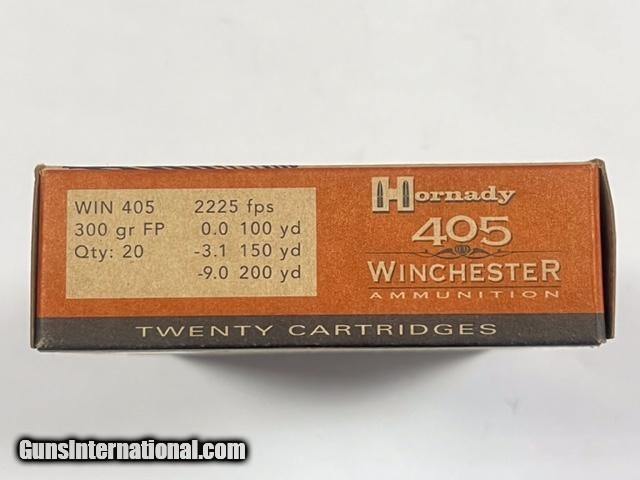 WIN 405 2225 fps
300 gr FP 0.0 100 yd
Qty: 20 -3.1 150 yd
-9.0 200 yd
Hornady
405
WINCHESTER
AMMUNITION
TWENTY CARTRIDGES
GunsInternational.com